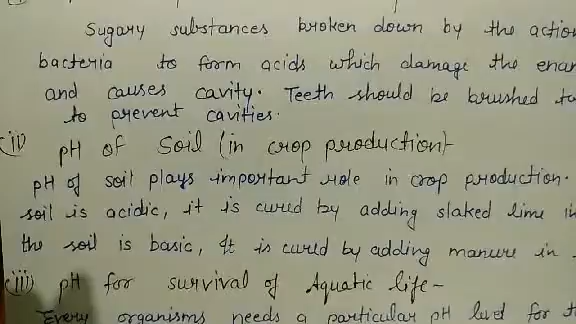 Sugary substances broken down by the action
bacteria to form acids which damage the
and causes cavity. Teeth should be brushed
to prevent cavities.
(ii) pH of Soil (in crop production)-
pH of soil plays important role in crop production.
soil is acidic, it is cured by adding slaked lime
the soil is basic, It is cured by adding manure in
(iii) pH for survival of Aquatic life-
Every organisms needs a particular pH level for